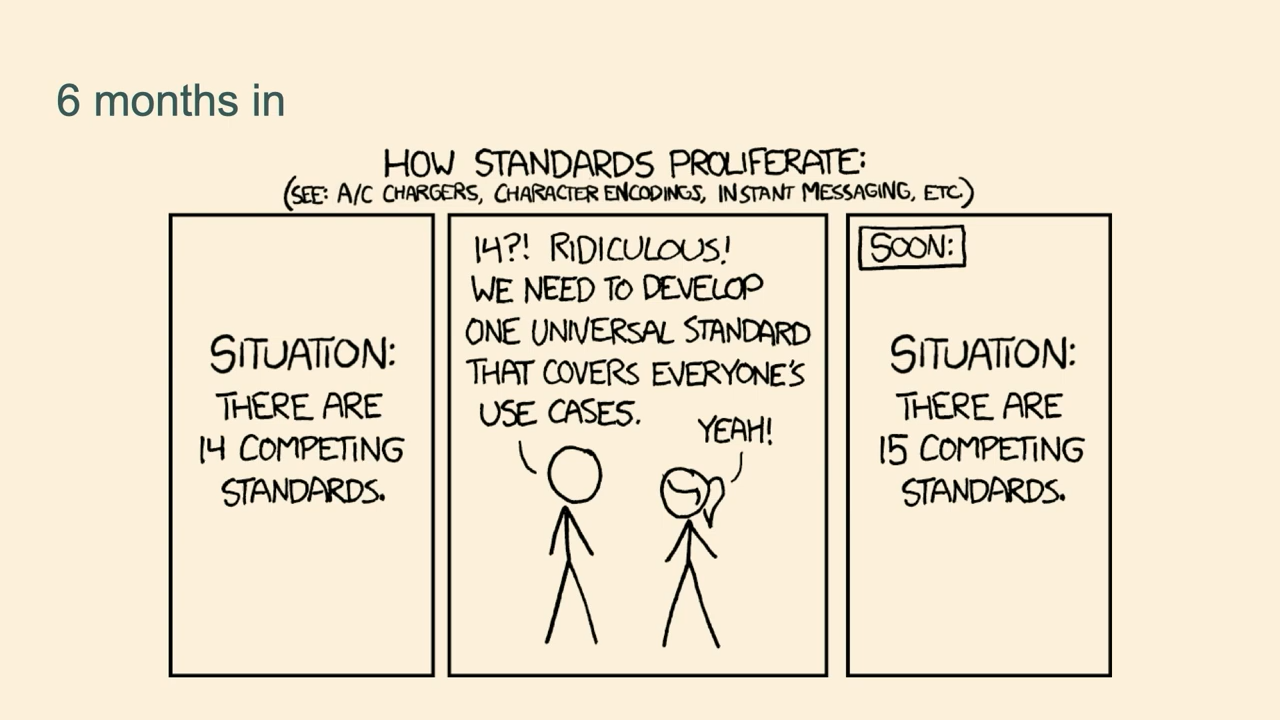 6 months in
HOW STANDARDS PROLIFERATE:
(SEE: A/C CHARGERS, CHARACTER ENCODINGS, INSTANT MESSAGING, ETC.)
SITUATION:
THERE ARE
14 COMPETING
STANDARDS.
14?! RIDICULOUS!
WE NEED TO DEVELOP
ONE UNIVERSAL STANDARD
THAT COVERS EVERYONE'S
USE CASES.
YEAH!
SOON:
SITUATION:
THERE ARE
15 COMPETING
STANDARDS.